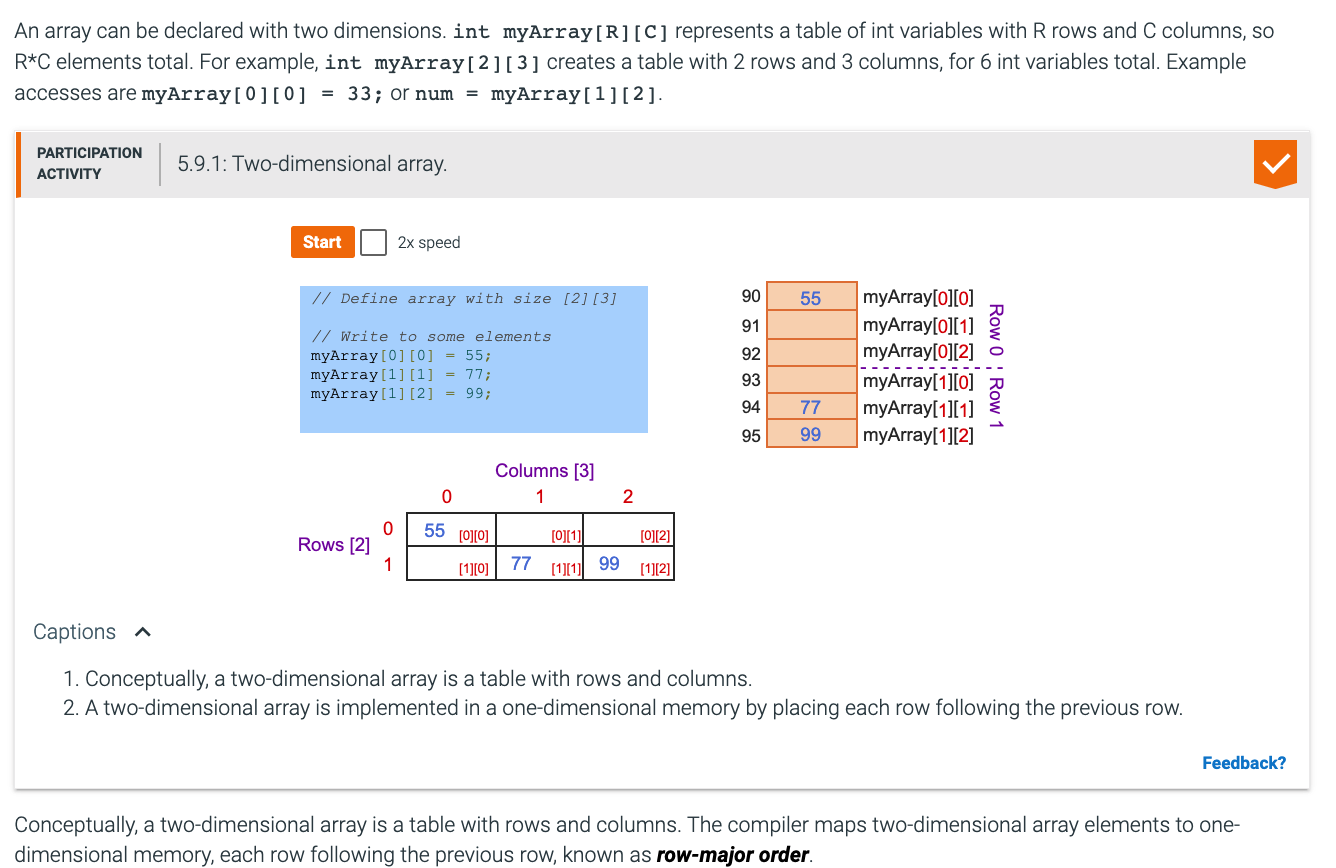 An array can be declared with two dimensions. int myArray[R][C] represents a table of int variables with R rows and C columns, so
R*C elements total. For example, int myArray[2][3] creates a table with 2 rows and 3 columns, for 6 int variables total. Example
accesses are myArray[0][0] = 33; or num = myArray[1][2].
PARTICIPATION
ACTIVITY
5.9.1: Two-dimensional array.
Start 2x speed
// Define array with size [2][3]
// Write to some elements
myArray[0][0] = 55;
myArray[1][1] = 77;
myArray[1][2] = 99;
90 55 myArray[0][0]
91 myArray[0][1]
92 myArray[0][2]
Row 0
93 myArray[1][0]
94 77 myArray[1][1]
95 99 myArray[1][2]
Row 1
Columns [3]
0 1 2
Rows [2]
0 55 [0][0] [0][1] [0][2]
1 [1][0] 77 [1][1] 99 [1][2]
Captions
1. Conceptually, a two-dimensional array is a table with rows and columns.
2. A two-dimensional array is implemented in a one-dimensional memory by placing each row following the previous row.
Feedback?
Conceptually, a two-dimensional array is a table with rows and columns. The compiler maps two-dimensional array elements to one-
dimensional memory, each row following the previous row, known as row-major order.